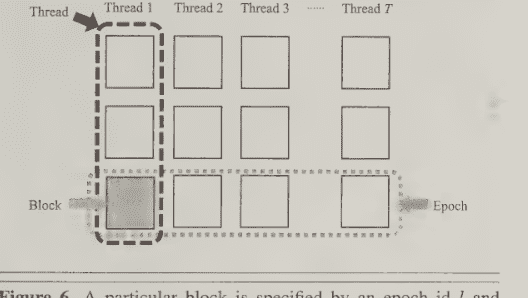 Thread
Thread 1 Thread 2 Thread 3 ······ Thread T
Block
Epoch
Figure 6. A particular block is specified by an epoch id l and